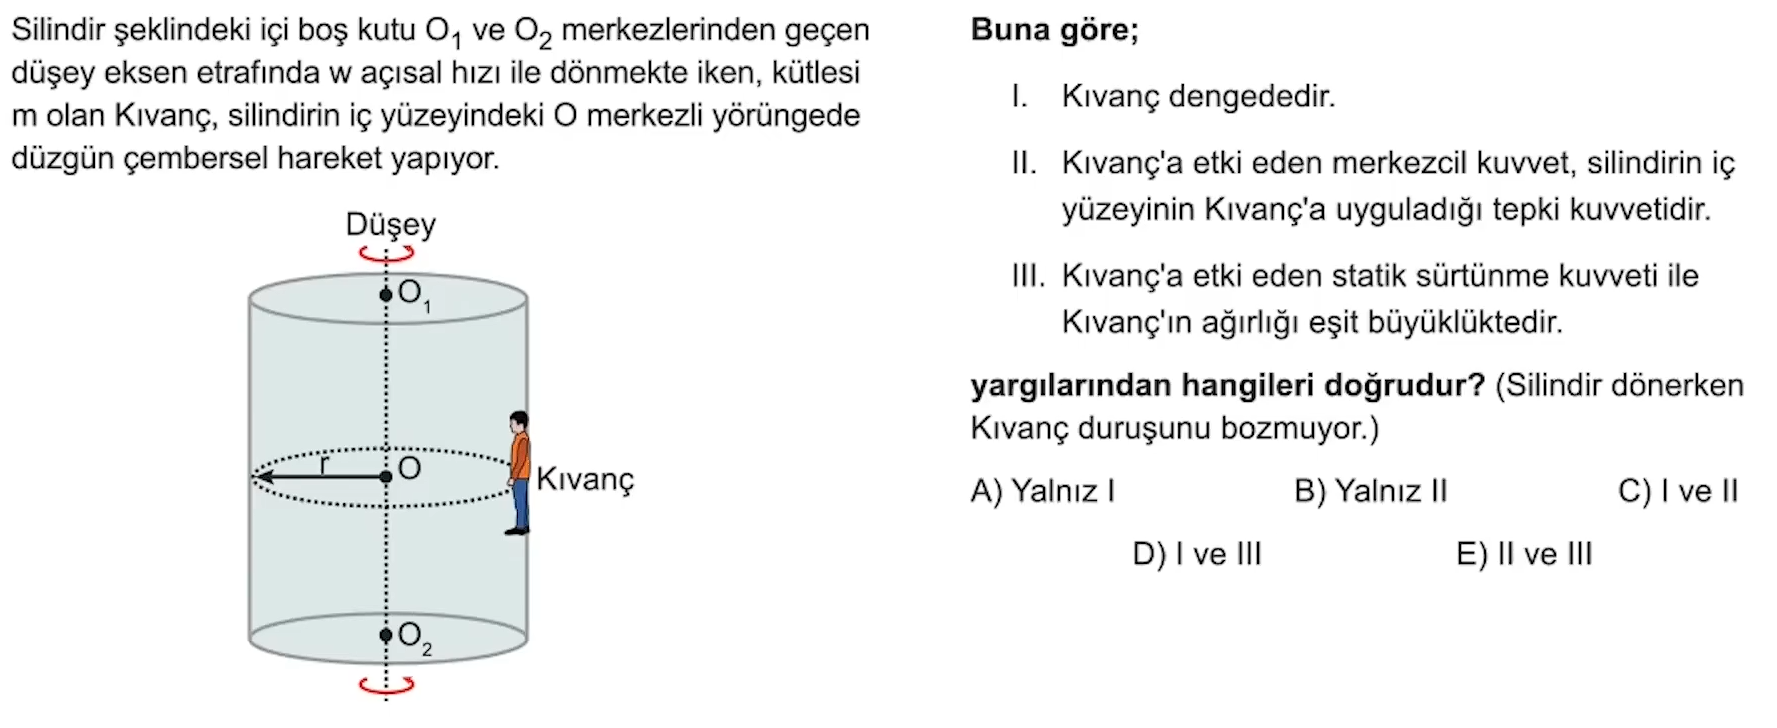 Silindir şeklindeki içi boş kutu O1 ve O2 merkezlerinden geçen
düşey eksen etrafında w açısal hızı ile dönmekte iken, kütlesi
m olan Kıvanç, silindirin iç yüzeyindeki O merkezli yörüngede
düzgün çembersel hareket yapıyor.
Düşey
O1
r
O
Kıvanç
O2
Buna göre;
I. Kıvanç dengededir.
II. Kıvanç'a etki eden merkezcil kuvvet, silindirin iç
yüzeyinin Kıvanç'a uyguladığı tepki kuvvetidir.
III. Kıvanç'a etki eden statik sürtünme kuvveti ile
Kıvanç'ın ağırlığı eşit büyüklüktedir.
yargılarından hangileri doğrudur? (Silindir dönerken
Kıvanç duruşunu bozmuyor.)
A) Yalnız I B) Yalnız II C) I ve II
D) I ve III E) II ve III